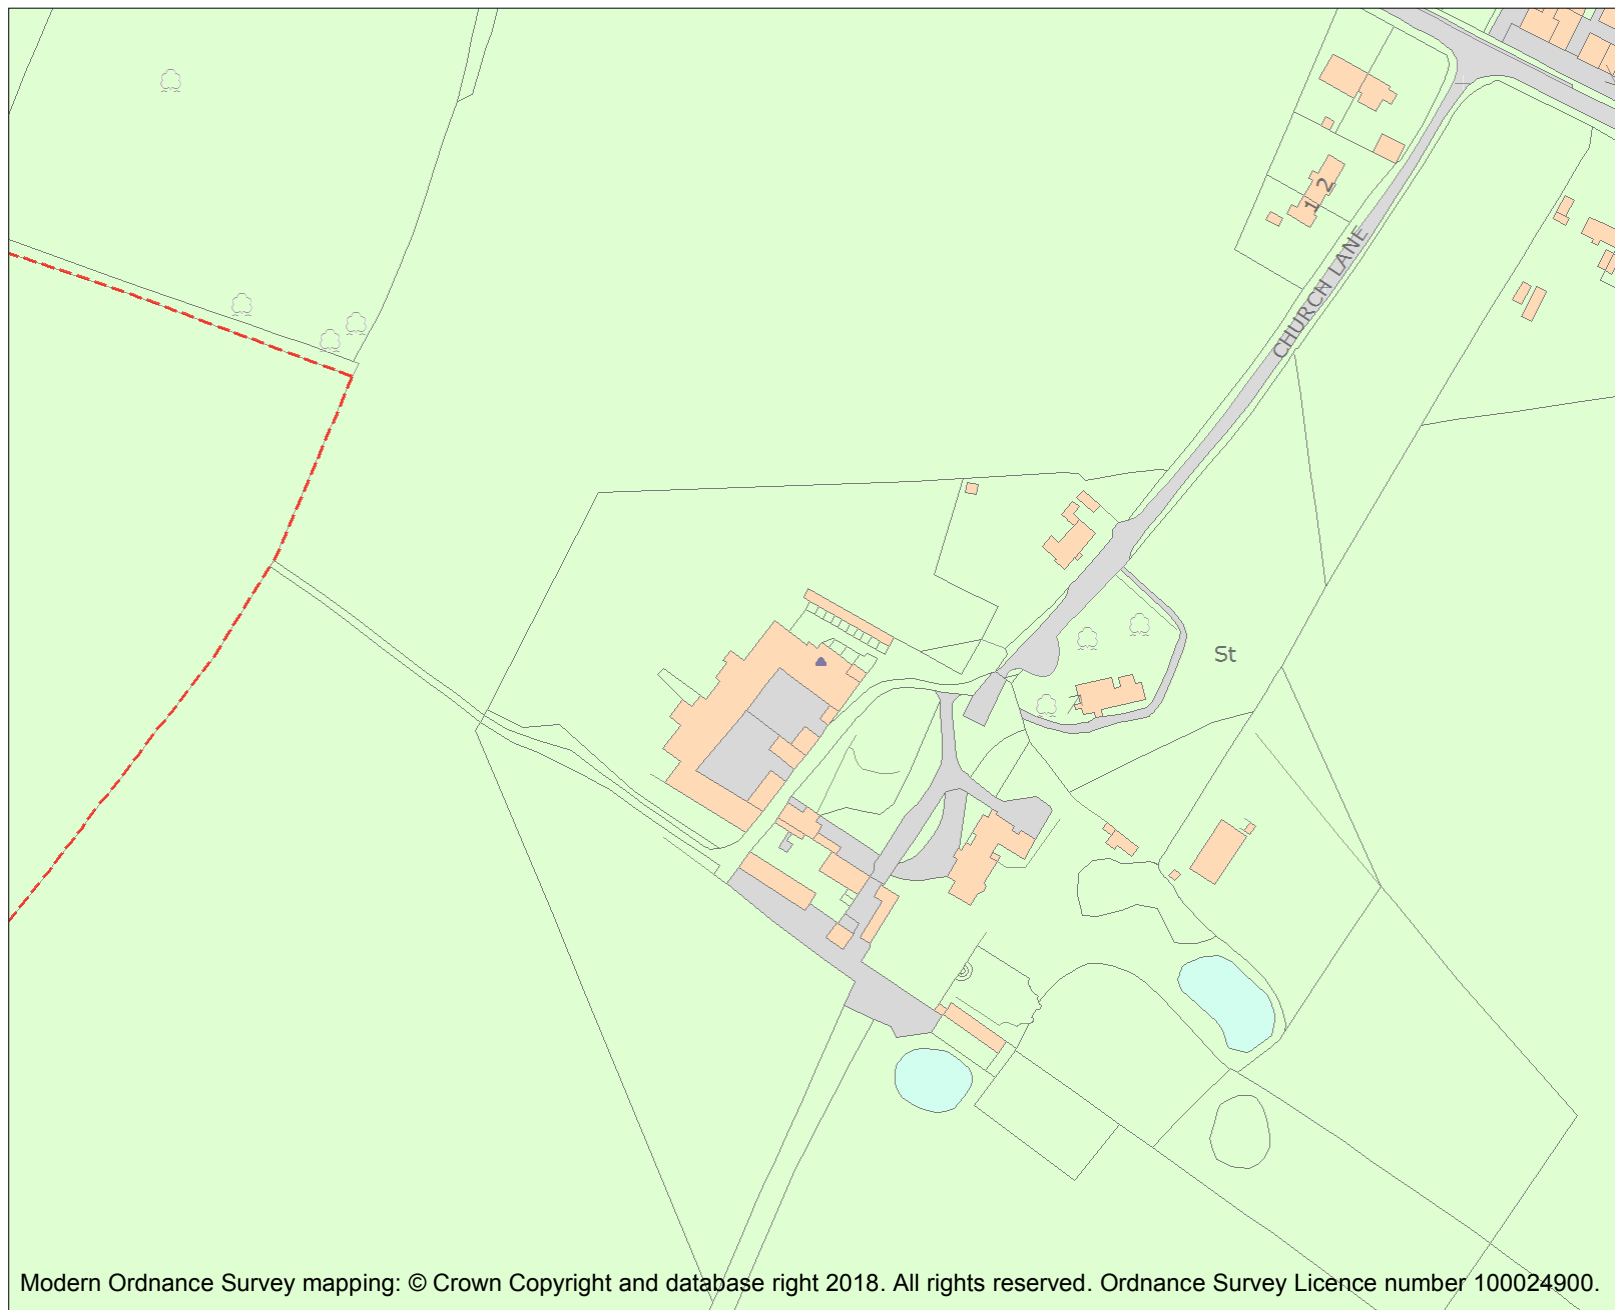 1 2
CHURCH LANE
St
Modern Ordnance Survey mapping: © Crown Copyright and database right 2018. All rights reserved. Ordnance Survey Licence number 100024900.